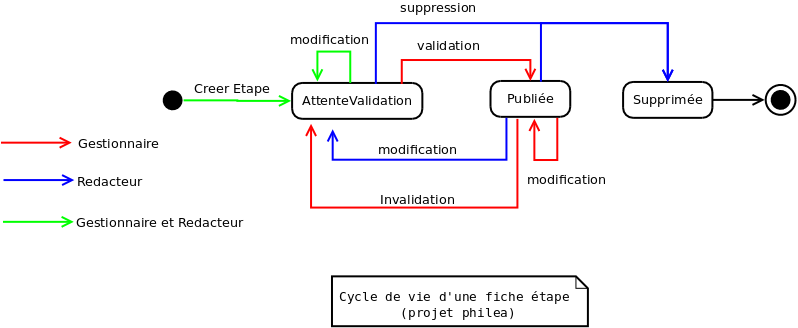 suppression
modification
validation
Creer Etape
AttenteValidation
Publiée
Supprimée
Gestionnaire
modification
Redacteur
modification
Invalidation
Gestionnaire et Redacteur
Cycle de vie d'une fiche étape
(projet philea)